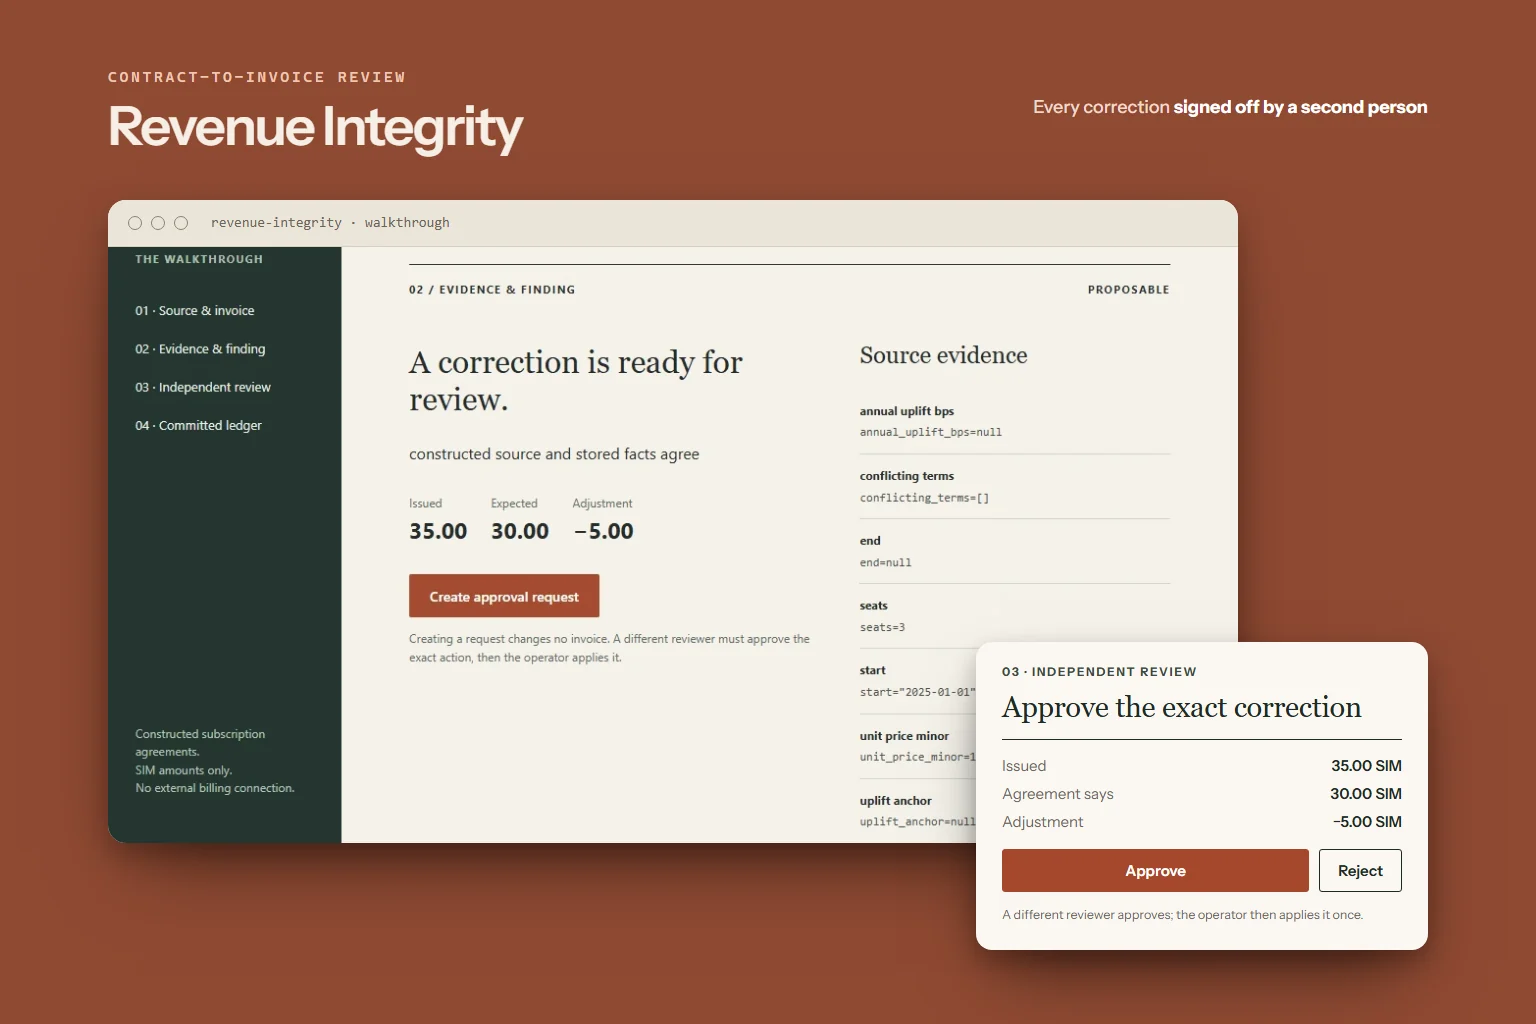 CONTRACT-TO-INVOICE REVIEW
Revenue Integrity
Every correction signed off by a second person
revenue-integrity · walkthrough
THE WALKTHROUGH
01 · Source & invoice
02 · Evidence & finding
03 · Independent review
04 · Committed ledger
Constructed subscription
agreements.
SIM amounts only.
No external billing connection.
02 / EVIDENCE & FINDING
PROPOSABLE
A correction is ready for
review.
constructed source and stored facts agree
Issued Expected Adjustment
35.00 30.00 −5.00
Create approval request
Creating a request changes no invoice. A different reviewer must approve the
exact action, then the operator applies it.
Source evidence
annual uplift bps
annual_uplift_bps=null
conflicting terms
conflicting_terms=[]
end
end=null
seats
seats=3
start
start="2025-01-01"
unit price minor
unit_price_minor=1
uplift anchor
uplift_anchor=null
03 · INDEPENDENT REVIEW
Approve the exact correction
Issued 35.00 SIM
Agreement says 30.00 SIM
Adjustment −5.00 SIM
Approve
Reject
A different reviewer approves; the operator then applies it once.